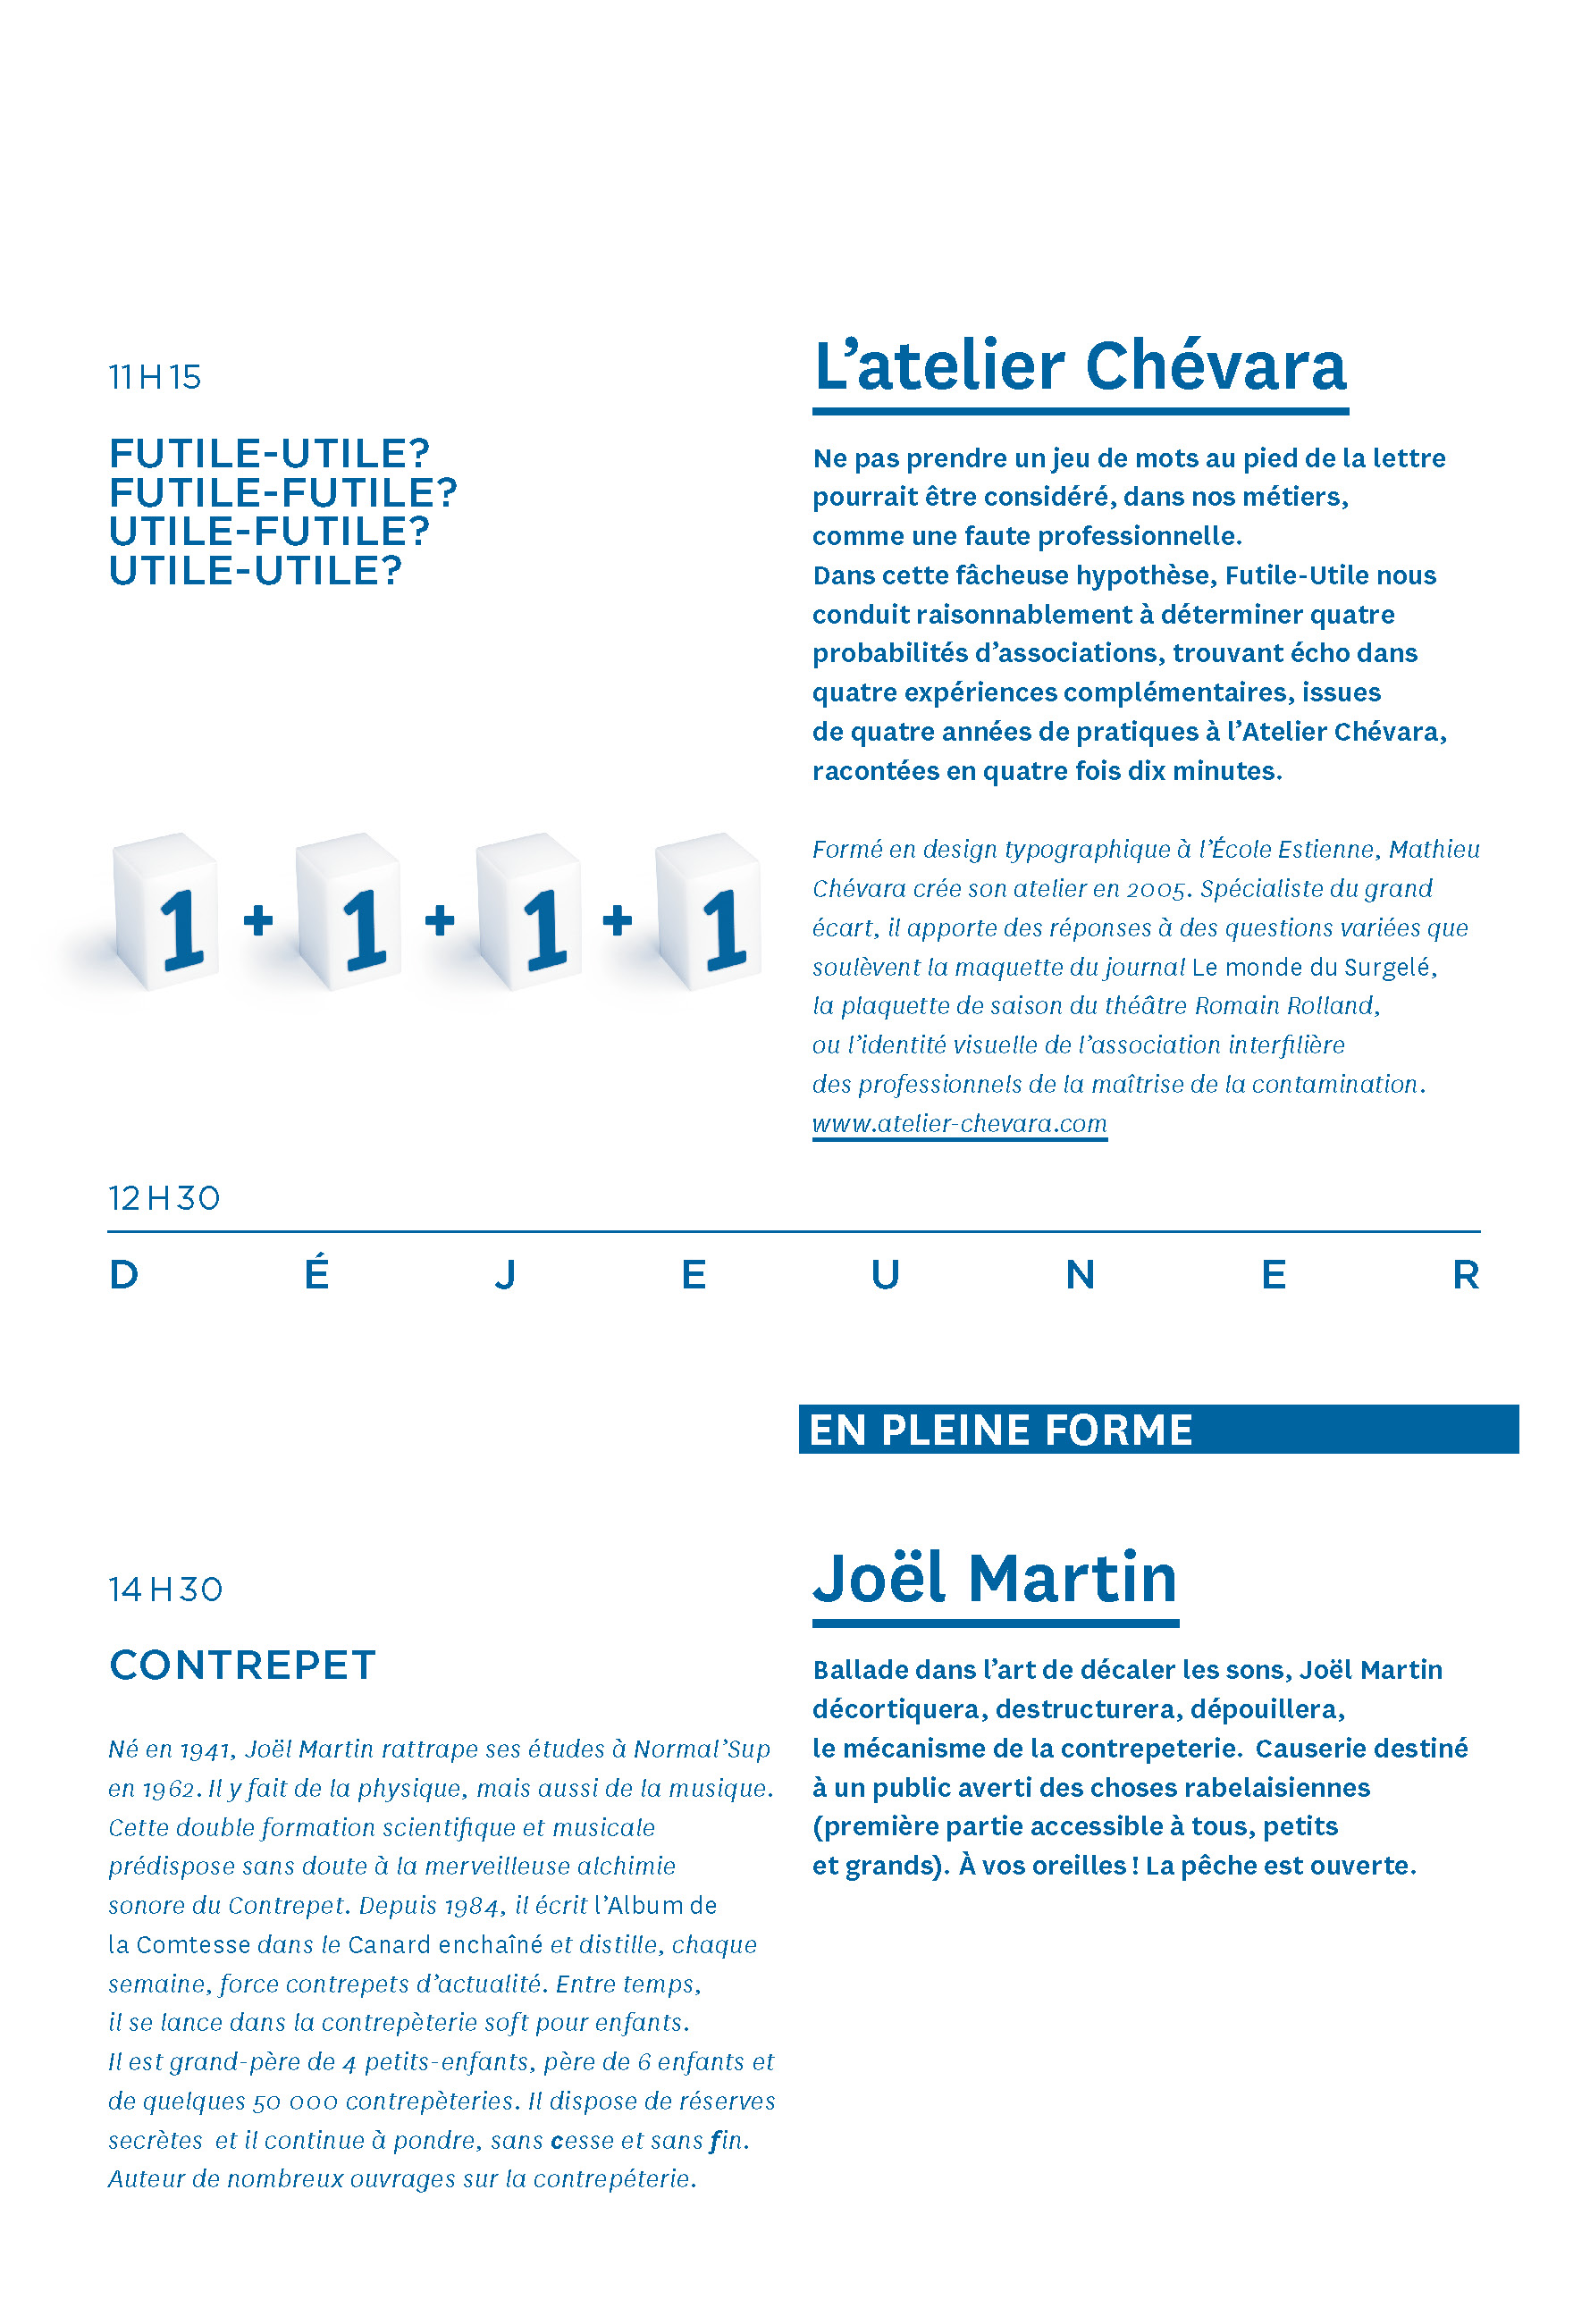 11 H 15
FUTILE-UTILE?
FUTILE-FUTILE?
UTILE-FUTILE?
UTILE-UTILE?
1 + 1 + 1 + 1
L’atelier Chévara
Ne pas prendre un jeu de mots au pied de la lettre
pourrait être considéré, dans nos métiers,
comme une faute professionnelle.
Dans cette fâcheuse hypothèse, Futile-Utile nous
conduit raisonnablement à déterminer quatre
probabilités d’associations, trouvant écho dans
quatre expériences complémentaires, issues
de quatre années de pratiques à l’Atelier Chévara,
racontées en quatre fois dix minutes.
Formé en design typographique à l’École Estienne, Mathieu
Chévara crée son atelier en 2005. Spécialiste du grand
écart, il apporte des réponses à des questions variées que
soulèvent la maquette du journal Le monde du Surgelé,
la plaquette de saison du théâtre Romain Rolland,
ou l’identité visuelle de l’association interfilière
des professionnels de la maîtrise de la contamination.
www.atelier-chevara.com
12 H 30
DÉJEUNER
EN PLEINE FORME
14 H 30
CONTREPET
Né en 1941, Joël Martin rattrape ses études à Normal’Sup
en 1962. Il y fait de la physique, mais aussi de la musique.
Cette double formation scientifique et musicale
prédispose sans doute à la merveilleuse alchimie
sonore du Contrepet. Depuis 1984, il écrit l’Album de
la Comtesse dans le Canard enchaîné et distille, chaque
semaine, force contrepets d’actualité. Entre temps,
il se lance dans la contrepèterie soft pour enfants.
Il est grand-père de 4 petits-enfants, père de 6 enfants et
de quelques 50 000 contrepèteries. Il dispose de réserves
secrètes et il continue à pondre, sans cesse et sans fin.
Auteur de nombreux ouvrages sur la contrepéterie.
Joël Martin
Ballade dans l’art de décaler les sons, Joël Martin
décortiquera, destructurera, dépouillera,
le mécanisme de la contrepeterie. Causerie destiné
à un public averti des choses rabelaisiennes
(première partie accessible à tous, petits
et grands). À vos oreilles ! La pêche est ouverte.